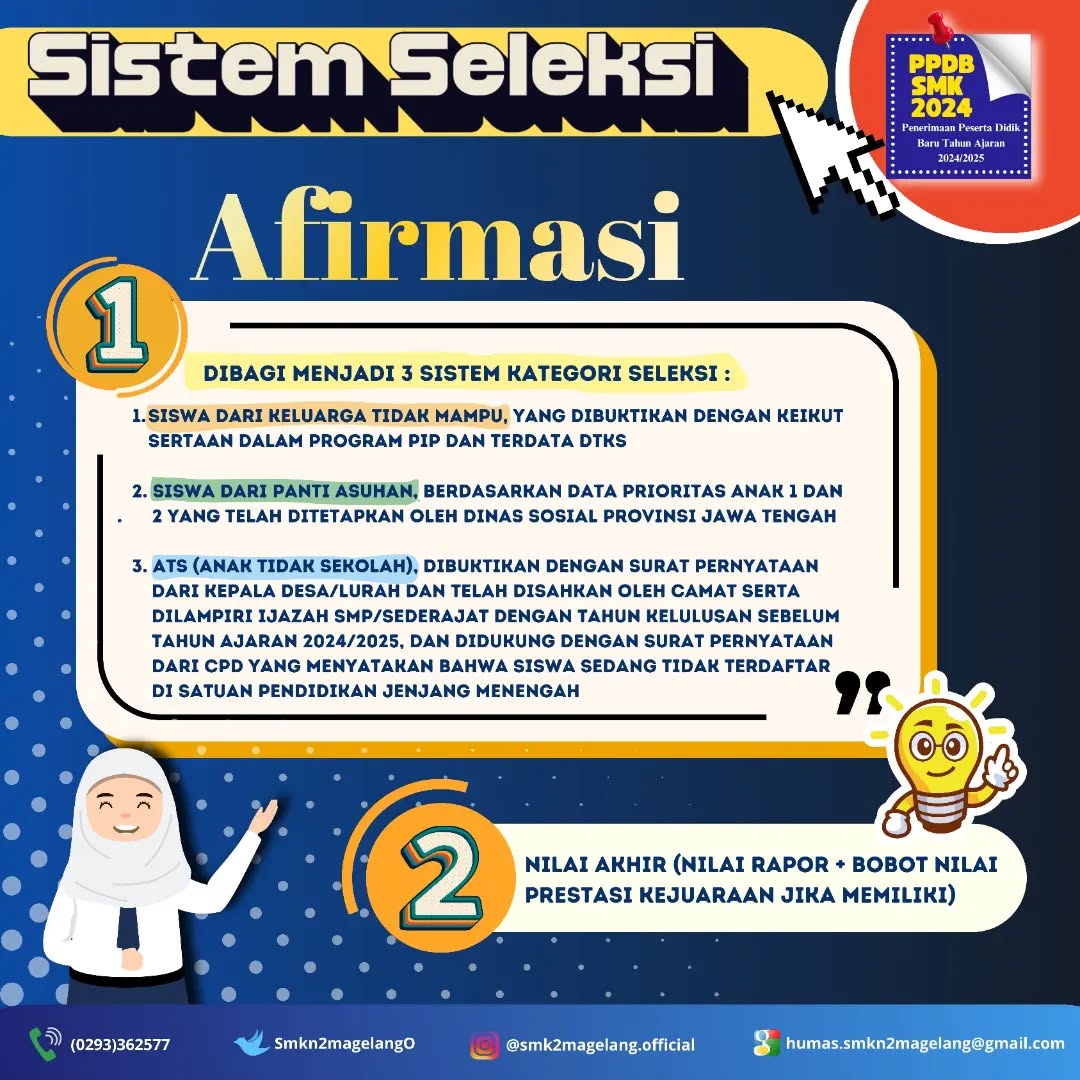 Sistem Seleksi
PPDB
SMK
2024
Penerimaan Peserta Didik
Baru Tahun Ajaran
2024/2025
Afirmasi
1
DIBAGI MENJADI 3 SISTEM KATEGORI SELEKSI :
1. SISWA DARI KELUARGA TIDAK MAMPU, YANG DIBUKTIKAN DENGAN KEIKUT
SERTAAN DALAM PROGRAM PIP DAN TERDATA DTKS
2. SISWA DARI PANTI ASUHAN, BERDASARKAN DATA PRIORITAS ANAK 1 DAN
. 2 YANG TELAH DITETAPKAN OLEH DINAS SOSIAL PROVINSI JAWA TENGAH
3. ATS (ANAK TIDAK SEKOLAH), DIBUKTIKAN DENGAN SURAT PERNYATAAN
DARI KEPALA DESA/LURAH DAN TELAH DISAHKAN OLEH CAMAT SERTA
DILAMPIRI IJAZAH SMP/SEDERAJAT DENGAN TAHUN KELULUSAN SEBELUM
TAHUN AJARAN 2024/2025, DAN DIDUKUNG DENGAN SURAT PERNYATAAN
DARI CPD YANG MENYATAKAN BAHWA SISWA SEDANG TIDAK TERDAFTAR
DI SATUAN PENDIDIKAN JENJANG MENENGAH
”
2
NILAI AKHIR (NILAI RAPOR + BOBOT NILAI
PRESTASI KEJUARAAN JIKA MEMILIKI)
(0293)362577
Smkn2magelangO
@smk2magelang.official
humas.smkn2magelang@gmail.com